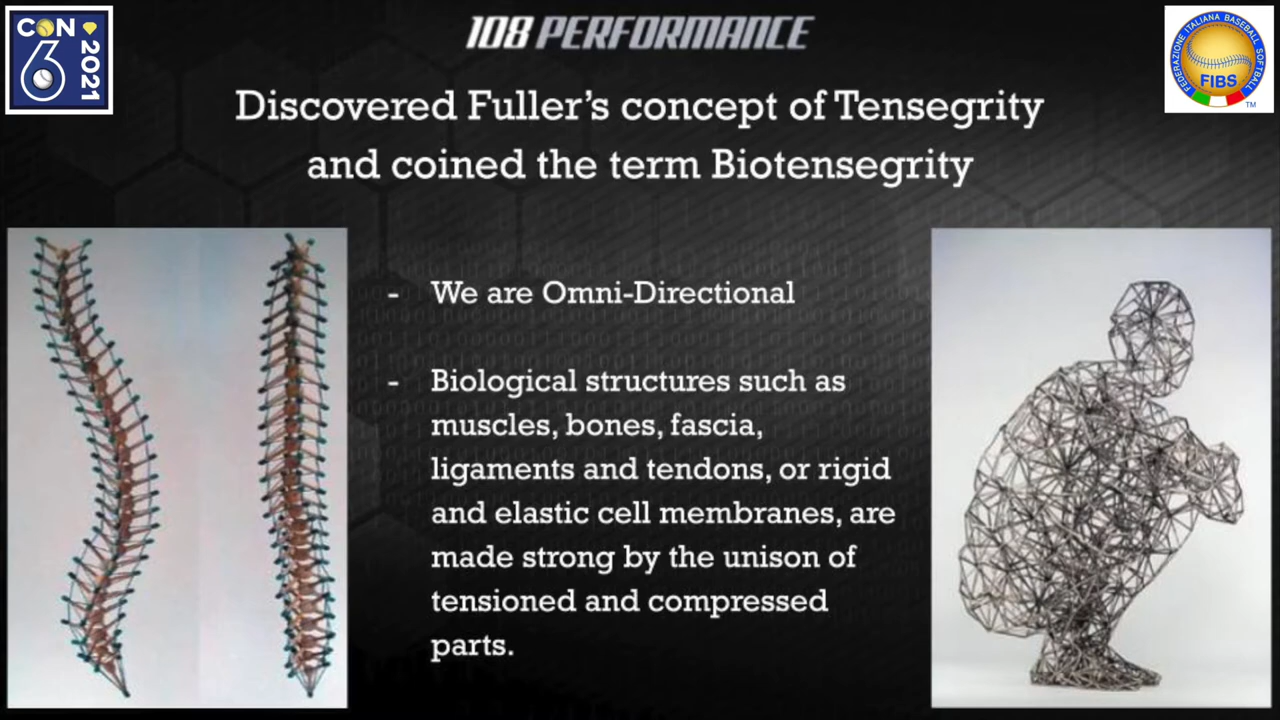 CON
6
2021
108 PERFORMANCE
FEDERAZIONE ITALIANA BASEBALL SOFTBALL
FIBS
TM
Discovered Fuller’s concept of Tensegrity
and coined the term Biotensegrity
- We are Omni-Directional
- Biological structures such as
muscles, bones, fascia,
ligaments and tendons, or rigid
and elastic cell membranes, are
made strong by the unison of
tensioned and compressed
parts.